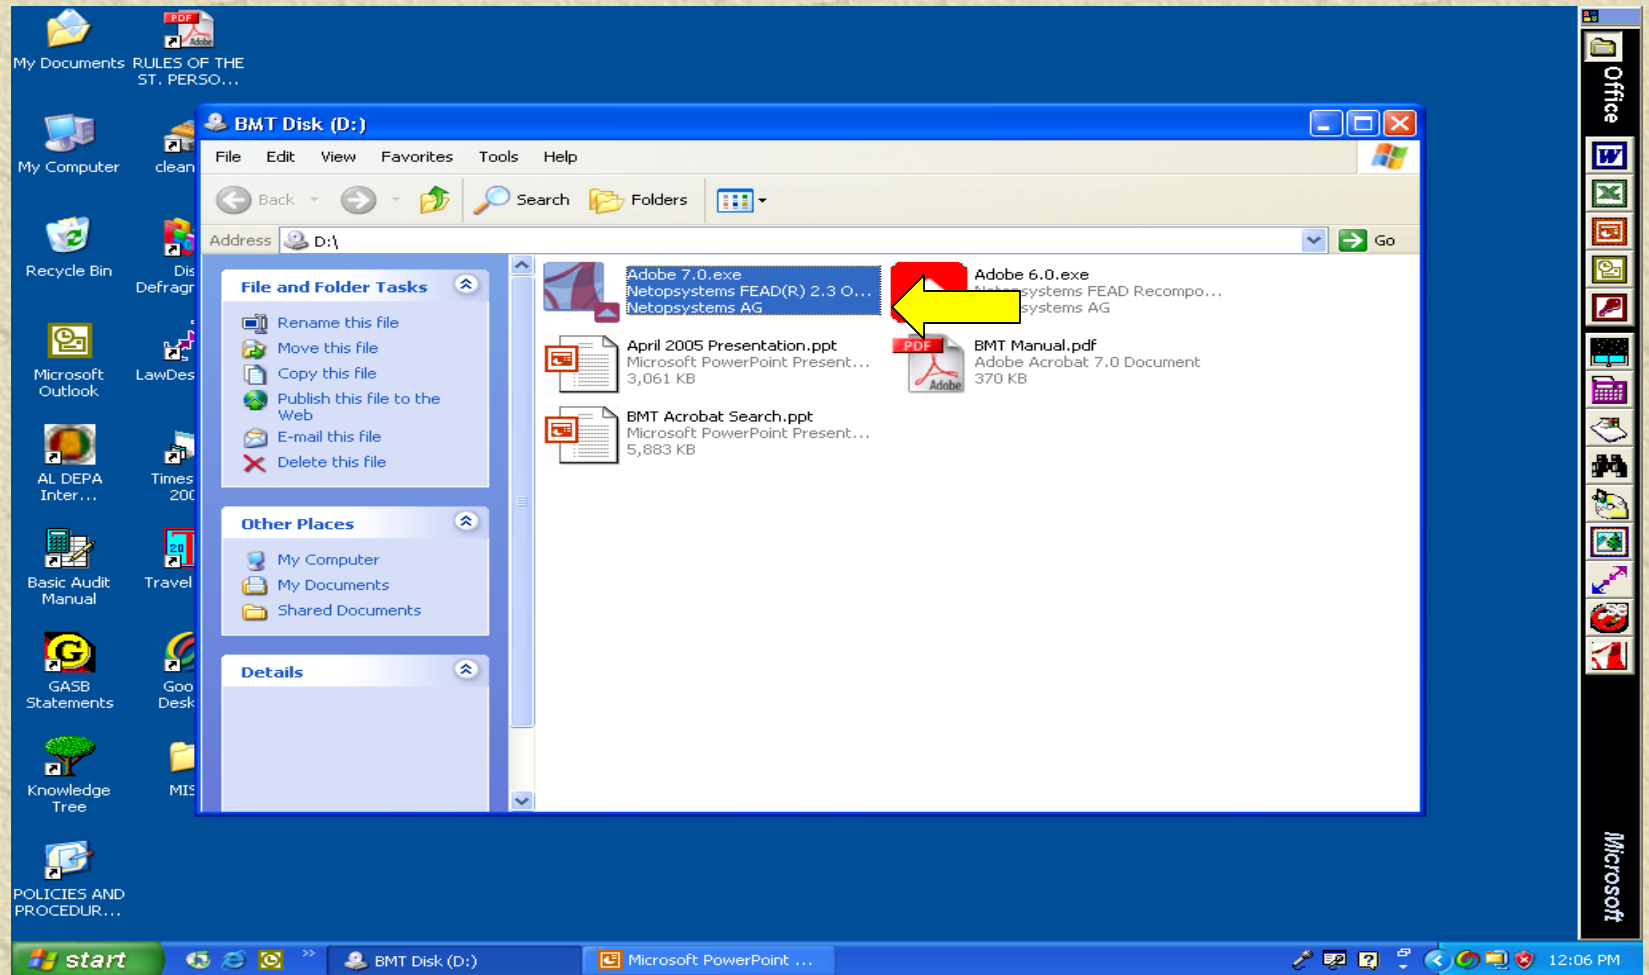 My Documents
RULES OF THE
ST. PERSO...
My Computer
clean
Recycle Bin
Dis
Defragr
Microsoft
Outlook
LawDes
AL DEPA
Inter...
Times
200
Basic Audit
Manual
Travel
GASB
Statements
Goo
Desk
Knowledge
Tree
MIS
POLICIES AND
PROCEDUR...
BMT Disk (D:)
File Edit View Favorites Tools Help
Back Search Folders
Address D:\ Go
File and Folder Tasks
Rename this file
Move this file
Copy this file
Publish this file to the
Web
E-mail this file
Delete this file
Other Places
My Computer
My Documents
Shared Documents
Details
Adobe 7.0.exe
Netopsystems FEAD(R) 2.3 O...
Netopsystems AG
Adobe 6.0.exe
systems FEAD Recompo...
systems AG
April 2005 Presentation.ppt
Microsoft PowerPoint Present...
3,061 KB
PDF
Adobe
BMT Manual.pdf
Adobe Acrobat 7.0 Document
370 KB
BMT Acrobat Search.ppt
Microsoft PowerPoint Present...
5,883 KB
Office
Microsoft
start
BMT Disk (D:)
Microsoft PowerPoint ...
12:06 PM